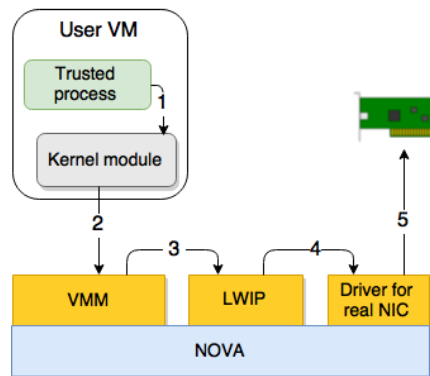 User VM
Trusted
process
1
Kernel module
2
3
4
5
VMM
LWIP
Driver for
real NIC
NOVA